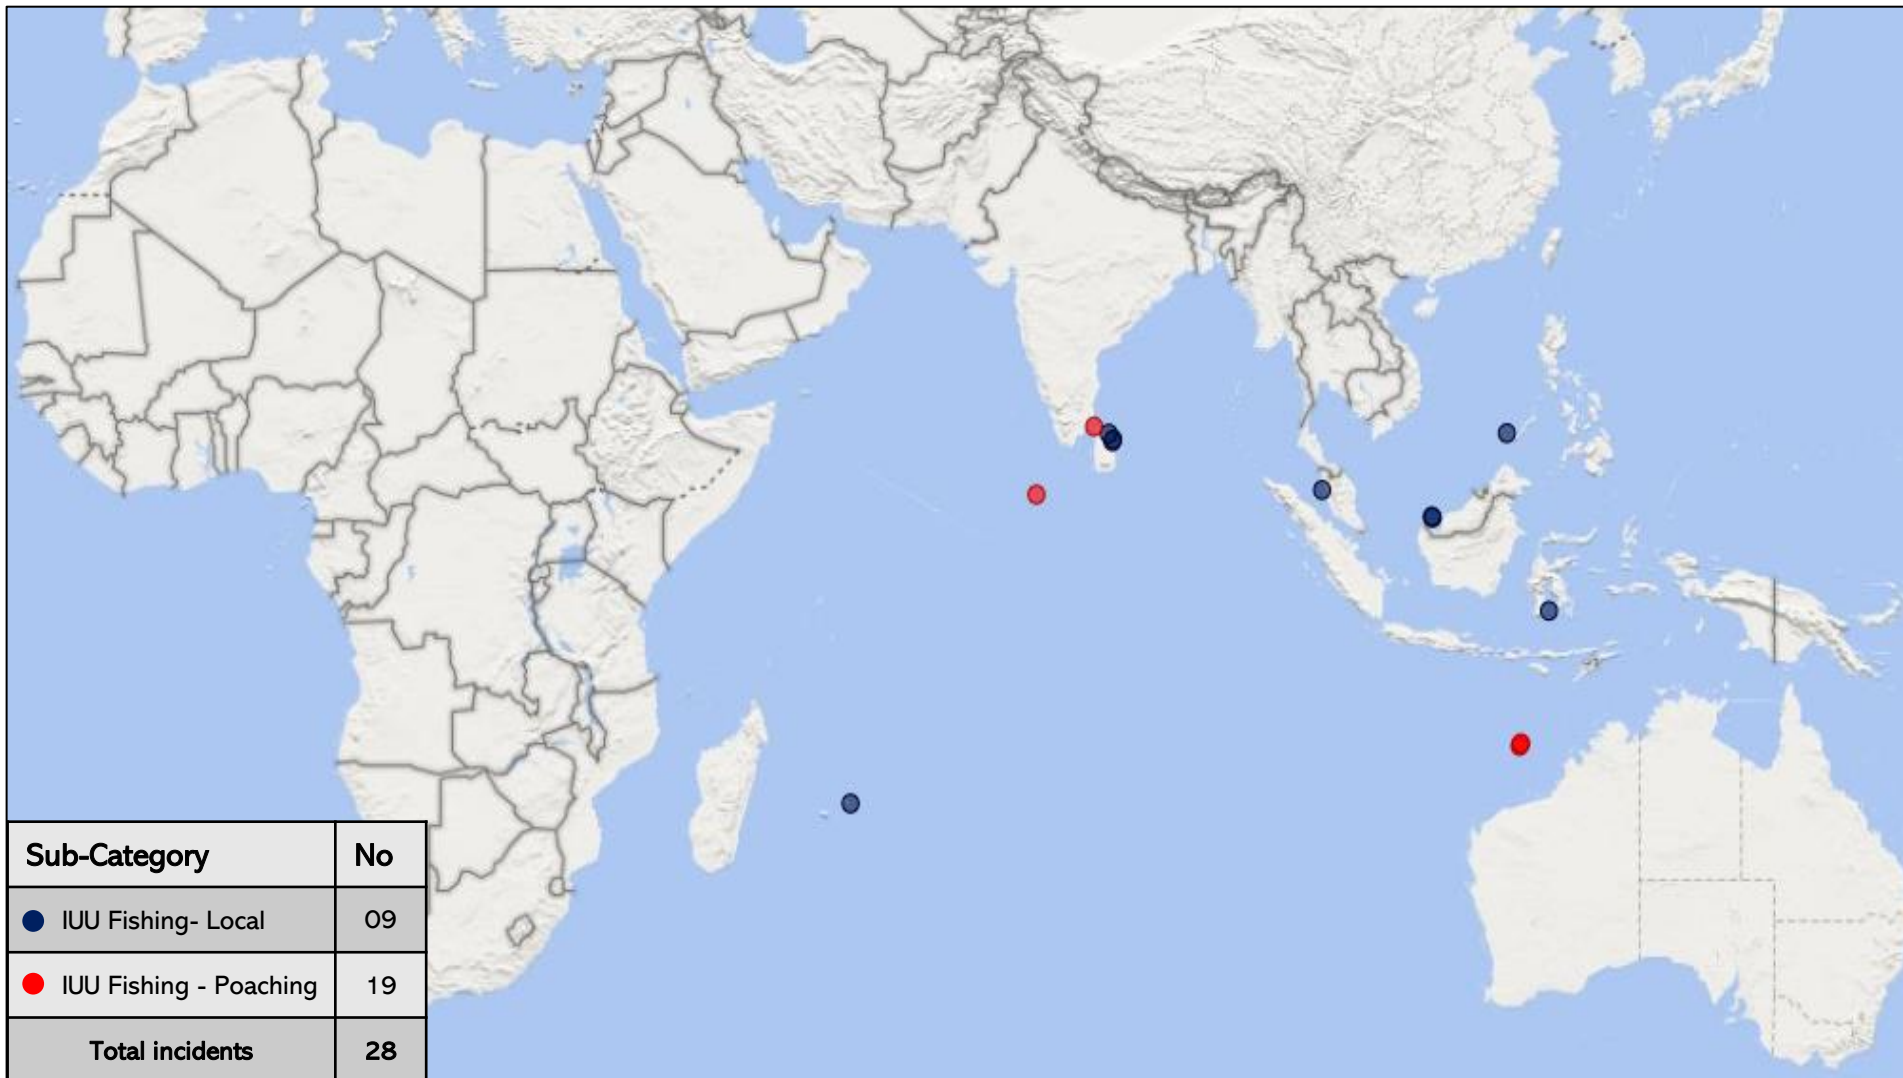 Sub-Category No
IUU Fishing- Local 09
IUU Fishing - Poaching 19
Total incidents 28